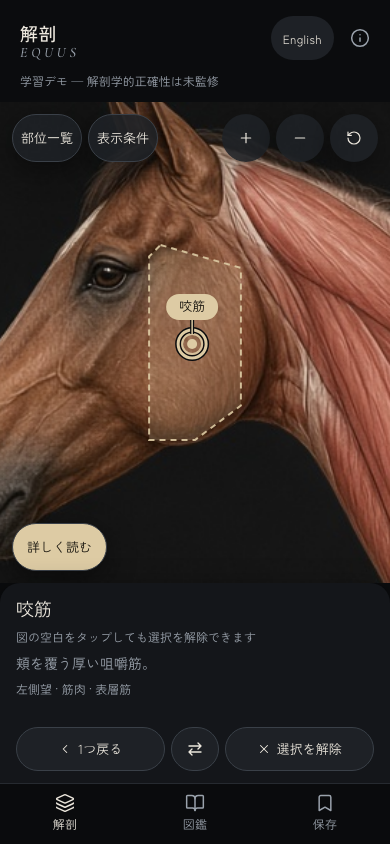 解剖
EQUUS
English
学習デモ — 解剖学的正確性は未監修
部位一覧
表示条件
咬筋
詳しく読む
咬筋
図の空白をタップしても選択を解除できます
頬を覆う厚い咀嚼筋。
左側望 · 筋肉 · 表層筋
1つ戻る
選択を解除
解剖
図鑑
保存